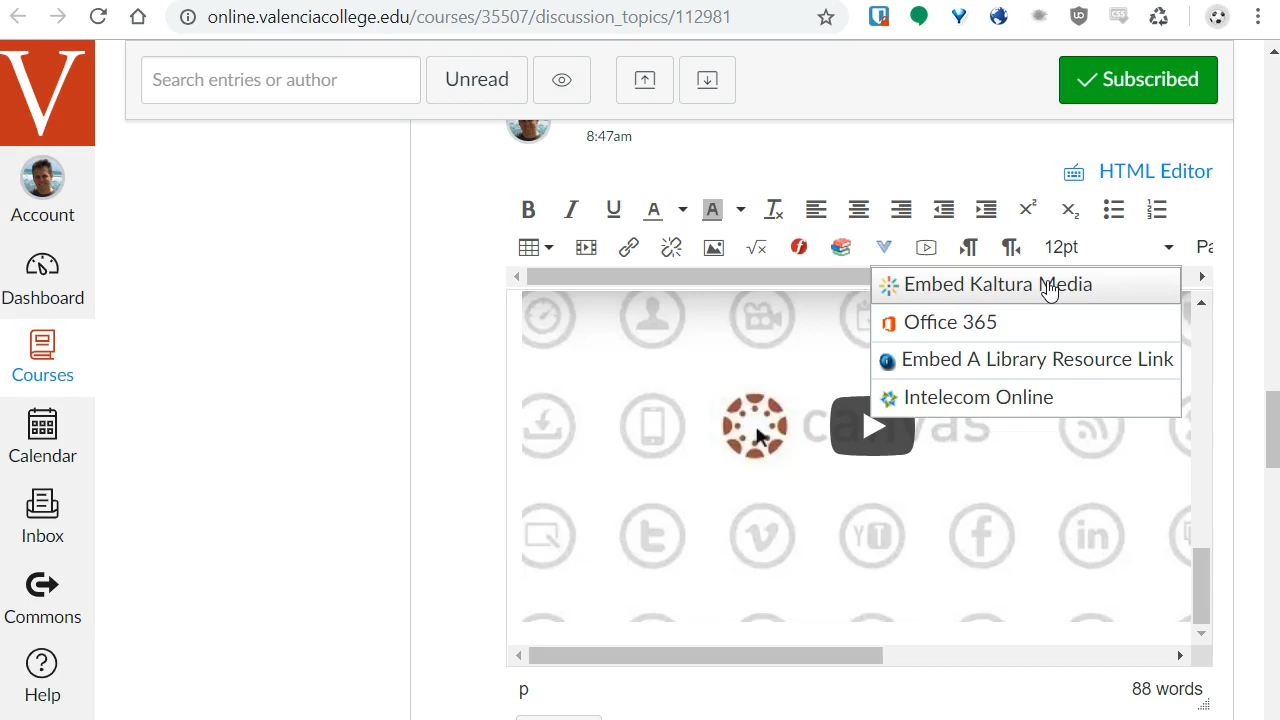 online.valenciacollege.edu/courses/35507/discussion_topics/112981
V
Search entries or author
Unread
Subscribed
8:47am
HTML Editor
12pt
Pa
Embed Kaltura Media
Office 365
Embed A Library Resource Link
Intelecom Online
canvas
Account
Dashboard
Courses
Calendar
Inbox
Commons
Help
p
88 words